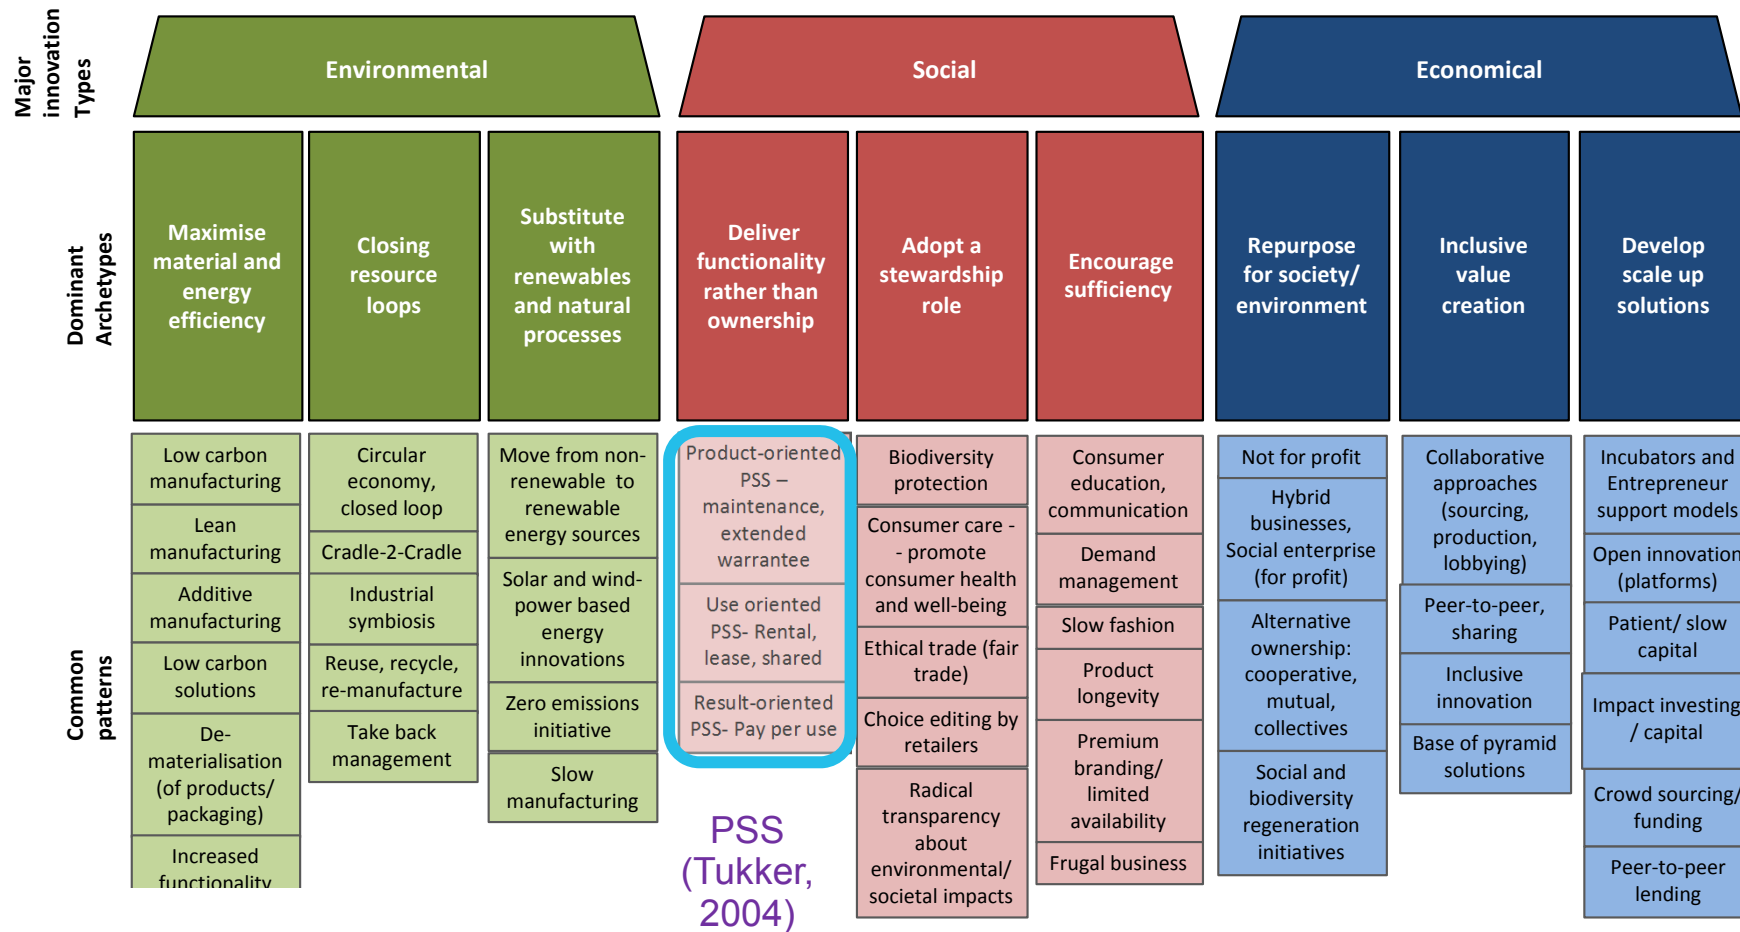 Major
innovation
Types
Environmental
Social
Economical
Dominant
Archetypes
Maximise
material and
energy
efficiency
Closing
resource
loops
Substitute
with
renewables
and natural
processes
Deliver
functionality
rather than
ownership
Adopt a
stewardship
role
Encourage
sufficiency
Repurpose
for society/
environment
Inclusive
value
creation
Develop
scale up
solutions
Common
patterns
Low carbon
manufacturing
Lean
manufacturing
Additive
manufacturing
Low carbon
solutions
De-
materialisation
(of products/
packaging)
Increased
functionality
Circular
economy,
closed loop
Cradle-2-Cradle
Industrial
symbiosis
Reuse, recycle,
re-manufacture
Take back
management
Move from non-
renewable to
renewable
energy sources
Solar and wind-
power based
energy
innovations
Zero emissions
initiative
Slow
manufacturing
Product-oriented
PSS –
maintenance,
extended
warrantee
Use oriented
PSS- Rental,
lease, shared
Result-oriented
PSS- Pay per use
PSS
(Tukker,
2004)
Biodiversity
protection
Consumer care -
- promote
consumer health
and well-being
Ethical trade (fair
trade)
Choice editing by
retailers
Radical
transparency
about
environmental/
societal impacts
Consumer
education,
communication
Demand
management
Slow fashion
Product
longevity
Premium
branding/
limited
availability
Frugal business
Not for profit
Hybrid
businesses,
Social enterprise
(for profit)
Alternative
ownership:
cooperative,
mutual,
collectives
Social and
biodiversity
regeneration
initiatives
Collaborative
approaches
(sourcing,
production,
lobbying)
Peer-to-peer,
sharing
Inclusive
innovation
Base of pyramid
solutions
Incubators and
Entrepreneur
support models
Open innovation
(platforms)
Patient/ slow
capital
Impact investing
/ capital
Crowd sourcing/
funding
Peer-to-peer
lending